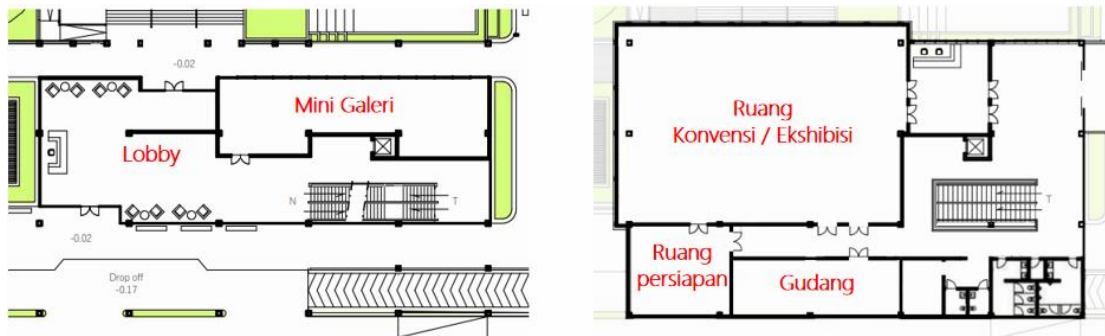 -0.02
Mini Galeri
Lobby
N
T
-0.02
Drop off
-0.17
Ruang
Konvensi / Ekshibisi
T
Ruang
persiapan
Gudang